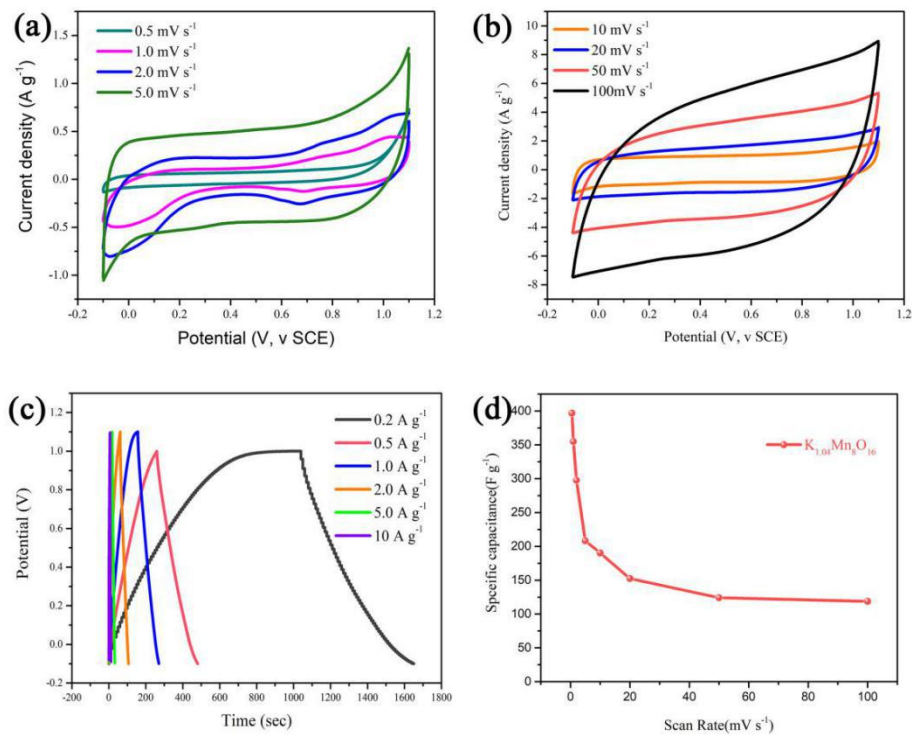 (a)
0.5 mV s⁻¹
1.0 mV s⁻¹
2.0 mV s⁻¹
5.0 mV s⁻¹
Current density (A g⁻¹)
1.5
1.0
0.5
0.0
-0.5
-1.0
-0.2 0.0 0.2 0.4 0.6 0.8 1.0 1.2
Potential (V, v SCE)
(b)
10 mV s⁻¹
20 mV s⁻¹
50 mV s⁻¹
100mV s⁻¹
Current density (A g⁻¹)
10
8
6
4
2
0
-2
-4
-6
-8
-0.2 0.0 0.2 0.4 0.6 0.8 1.0 1.2
Potential (V, v SCE)
(c)
0.2 A g⁻¹
0.5 A g⁻¹
1.0 A g⁻¹
2.0 A g⁻¹
5.0 A g⁻¹
10 A g⁻¹
Potential (V)
1.2
1.0
0.8
0.6
0.4
0.2
0.0
-200 0 200 400 600 800 1000 1200 1400 1600 1800
Time (sec)
(d)
K₁.₀₄Mn₈O₁₆
Spceific capacitance(F g⁻¹)
400
350
300
250
200
150
100
50
0
0 20 40 60 80 100
Scan Rate(mV s⁻¹)